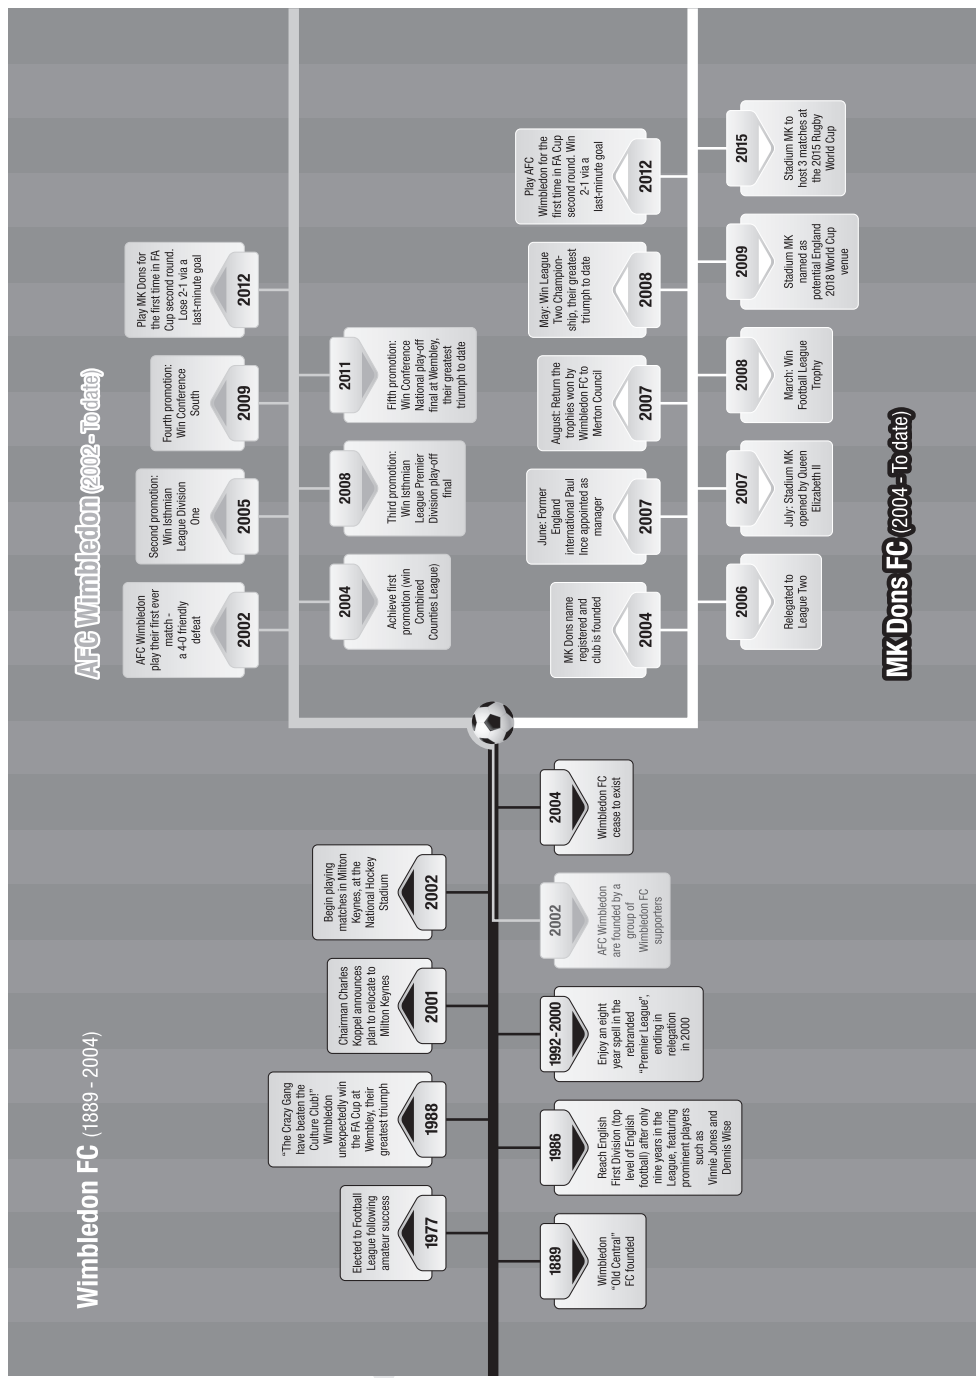 Wimbledon FC (1889 - 2004)
1889
Wimbledon
“Old Central”
FC founded
1977
Elected to Football
League following
amateur success
1986
Reach English
First Division (top
level of English
football) after only
nine years in the
League, featuring
prominent players
such as
Vinnie Jones and
Dennis Wise
1988
“The Crazy Gang
have beaten the
Culture Club!”
Wimbledon
unexpectedly win
the FA Cup at
Wembley, their
greatest triumph
1992-2000
Enjoy an eight
year spell in the
rebranded
“Premier League”,
ending in
relegation
in 2000
2001
Chairman Charles
Koppel announces
plan to relocate to
Milton Keynes
2002
AFC Wimbledon
are founded by a
group of
Wimbledon FC
supporters
2002
Begin playing
matches in Milton
Keynes, at the
National Hockey
Stadium
2004
Wimbledon FC
cease to exist
AFC Wimbledon (2002 - To date)
AFC Wimbledon
play their first ever
match -
a 4-0 friendly
defeat
2002
2004
Achieve first
promotion (win
Combined
Counties League)
Second promotion:
Win Isthmian
League Division
One
2005
2008
Third promotion:
Win Isthmian
League Premier
Division play-off
final
Fourth promotion:
Win Conference
South
2009
2011
Fifth promotion:
Win Conference
National play-off
final at Wembley,
their greatest
triumph to date
Play MK Dons for
the first time in FA
Cup second round.
Lose 2-1 via a
last-minute goal
2012
MK Dons FC (2004 - To date)
MK Dons name
registered and
club is founded
2004
2006
Relegated to
League Two
June: Former
England
international Paul
Ince appointed as
manager
2007
2007
July: Stadium MK
opened by Queen
Elizabeth II
August: Return the
trophies won by
Wimbledon FC to
Merton Council
2007
2008
March: Win
Football League
Trophy
May: Win League
Two Champion-
ship, their greatest
triumph to date
2008
2009
Stadium MK
named as
potential England
2018 World Cup
venue
Play AFC
Wimbledon for the
first time in FA Cup
second round. Win
2-1 via a
last-minute goal
2012
2015
Stadium MK to
host 3 matches at
the 2015 Rugby
World Cup